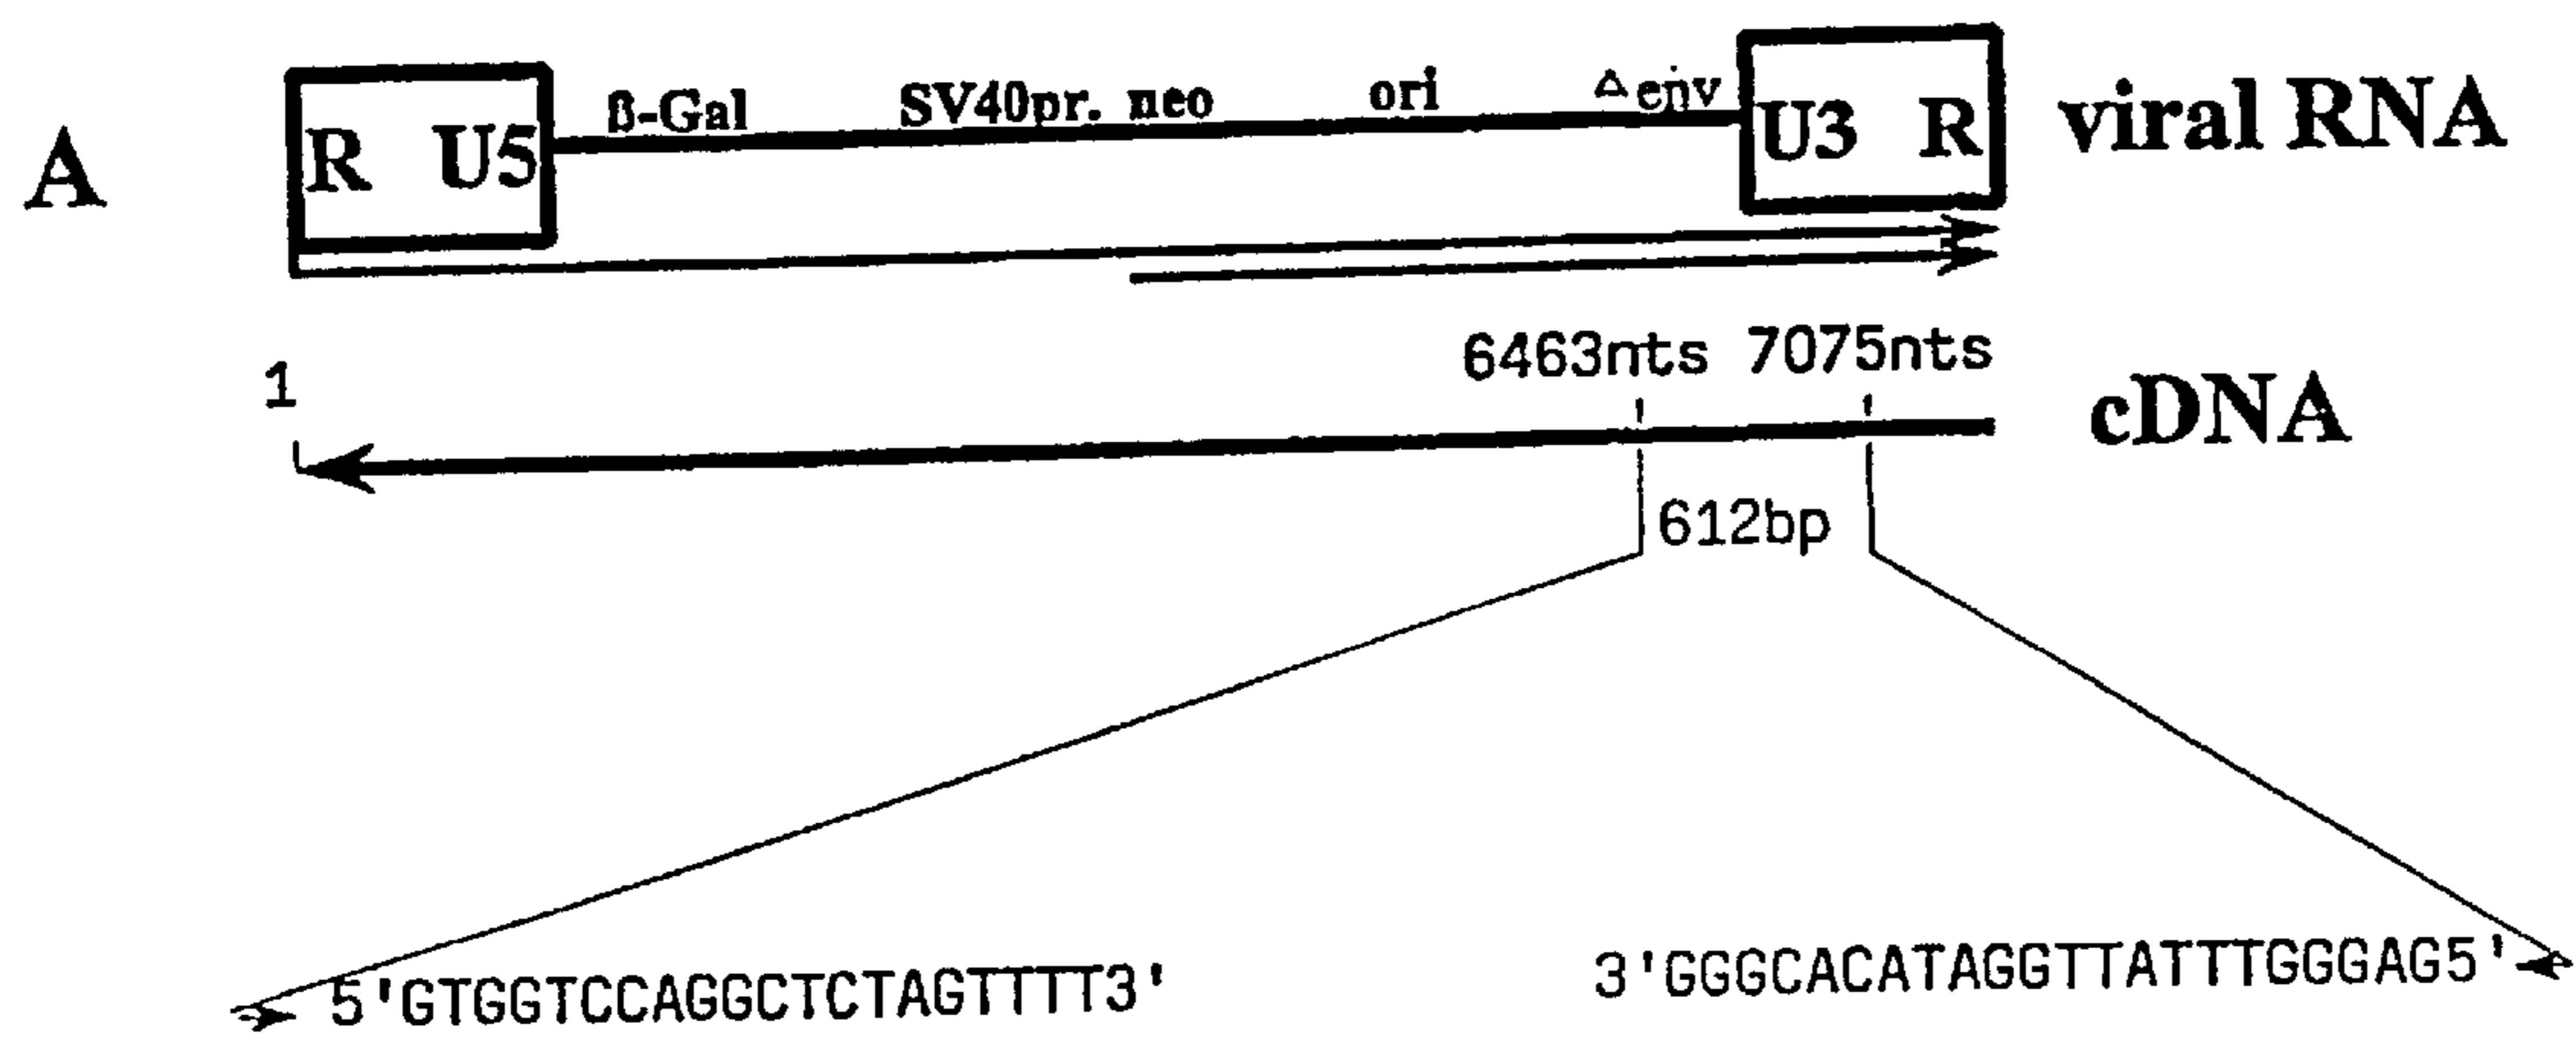 A
R U5 ß-Gal SV40pr. neo ori △env U3 R viral RNA
1 6463nts 7075nts cDNA
612bp
5'GTGGTCCAGGCTCTAGTTTT3' 3'GGGCACATAGGTTATTTGGGAG5'